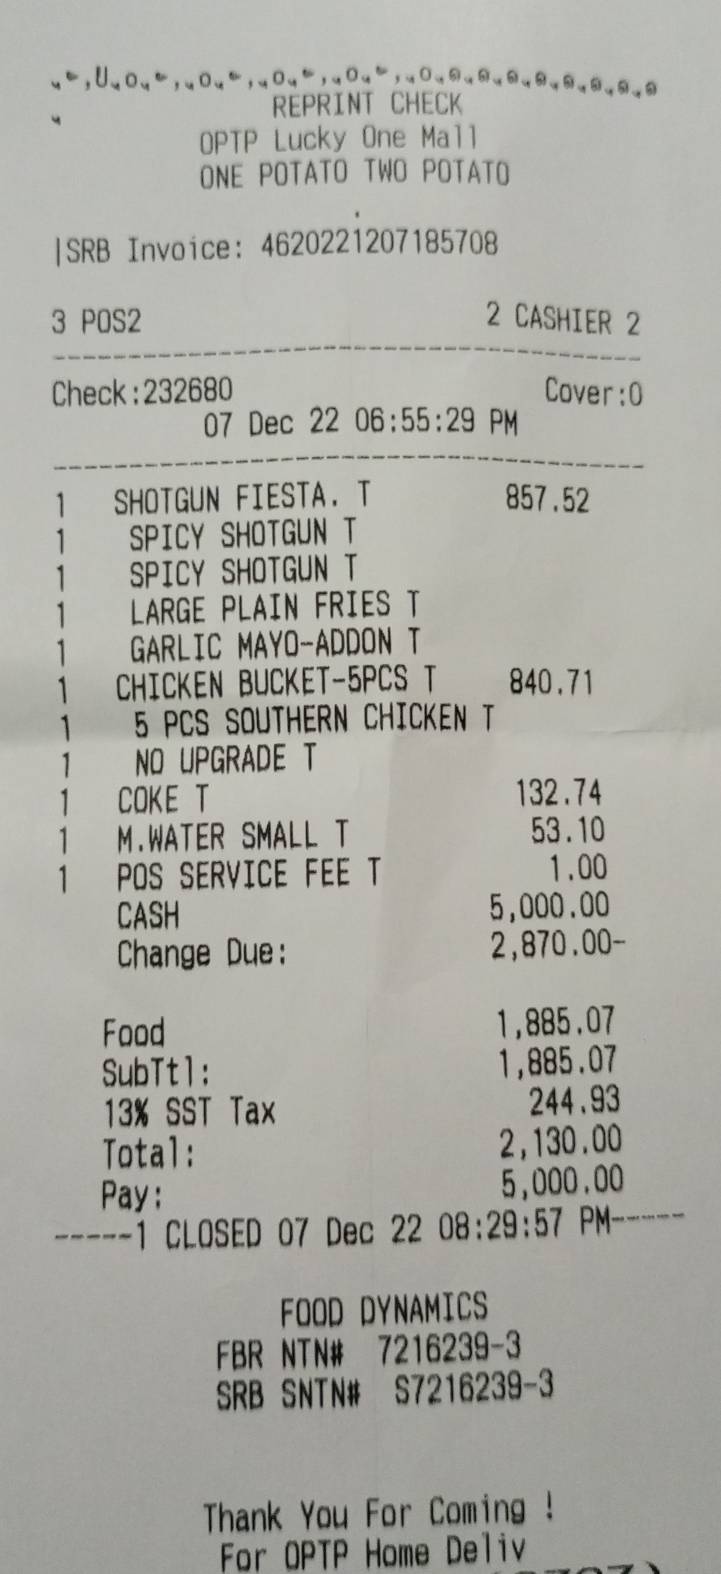 REPRINT CHECK
OPTP Lucky One Mall
ONE POTATO TWO POTATO
|SRB Invoice: 4620221207185708
3 POS2 2 CASHIER 2
Check:232680 Cover:0
07 Dec 22 06:55:29 PM
1 SHOTGUN FIESTA. T 857.52
1 SPICY SHOTGUN T
1 SPICY SHOTGUN T
1 LARGE PLAIN FRIES T
1 GARLIC MAYO-ADDON T
1 CHICKEN BUCKET-5PCS T 840.71
1 5 PCS SOUTHERN CHICKEN T
1 NO UPGRADE T
1 COKE T 132.74
1 M.WATER SMALL T 53.10
1 POS SERVICE FEE T 1.00
CASH 5,000.00
Change Due: 2,870.00-
Food 1,885.07
SubTtl: 1,885.07
13% SST Tax 244.93
Total: 2,130.00
Pay: 5,000.00
-----1 CLOSED 07 Dec 22 08:29:57 PM-----
FOOD DYNAMICS
FBR NTN# 7216239-3
SRB SNTN# S7216239-3
Thank You For Coming !
For OPTP Home Deliv